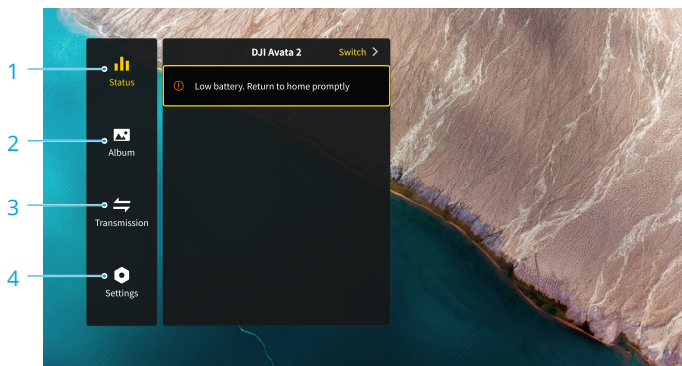 DJI Avata 2 Switch
1 Status
Low battery. Return to home promptly
2 Album
3 Transmission
4 Settings